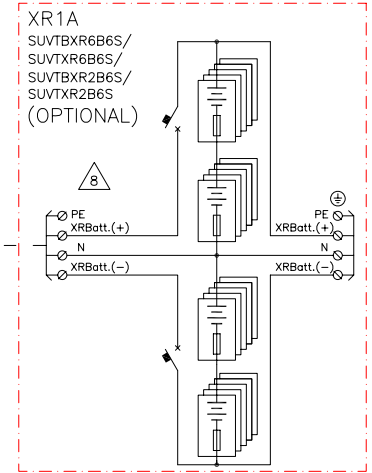 XR1A
SUVTBXR6B6S/
SUVTXR6B6S/
SUVTBXR2B6S/
SUVTXR2B6S
(OPTIONAL)
8
PE
XRBatt.(+)
N
XRBatt.(-)
PE
XRBatt.(+)
N
XRBatt.(-)